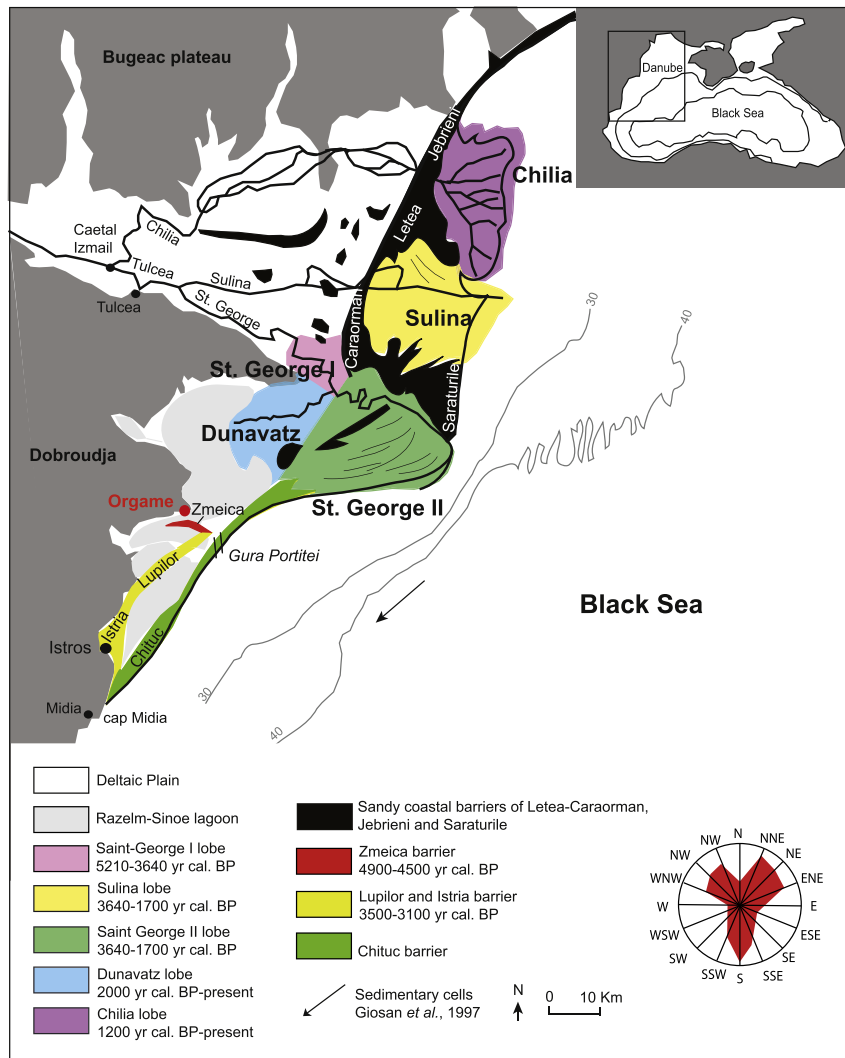 Bugeac plateau
Danube
Black Sea
Jebrieni
Chilia
Letea
Caetal
Izmail
Chilia
Tulcea
Sulina
St. George
Tulcea
Caraorman
Sulina
30
40
St. George I
Saraturile
Dunavatz
Dobroudja
St. George II
Orgame
Zmeica
Gura Portitei
Lupilor
Black Sea
Istria
Istros
Chituc
30
Midia
cap Midia
40
Deltaic Plain
Razelm-Sinoe lagoon
Saint-George I lobe
5210-3640 yr cal. BP
Sulina lobe
3640-1700 yr cal. BP
Saint George II lobe
3640-1700 yr cal. BP
Dunavatz lobe
2000 yr cal. BP-present
Chilia lobe
1200 yr cal. BP-present
Sandy coastal barriers of Letea-Caraorman,
Jebrieni and Saraturile
Zmeica barrier
4900-4500 yr cal. BP
Lupilor and Istria barrier
3500-3100 yr cal. BP
Chituc barrier
Sedimentary cells
Giosan et al., 1997
N
0 10 Km
N
NNE
NE
ENE
E
ESE
SE
SSE
S
SSW
SW
WSW
W
WNW
NW
NW